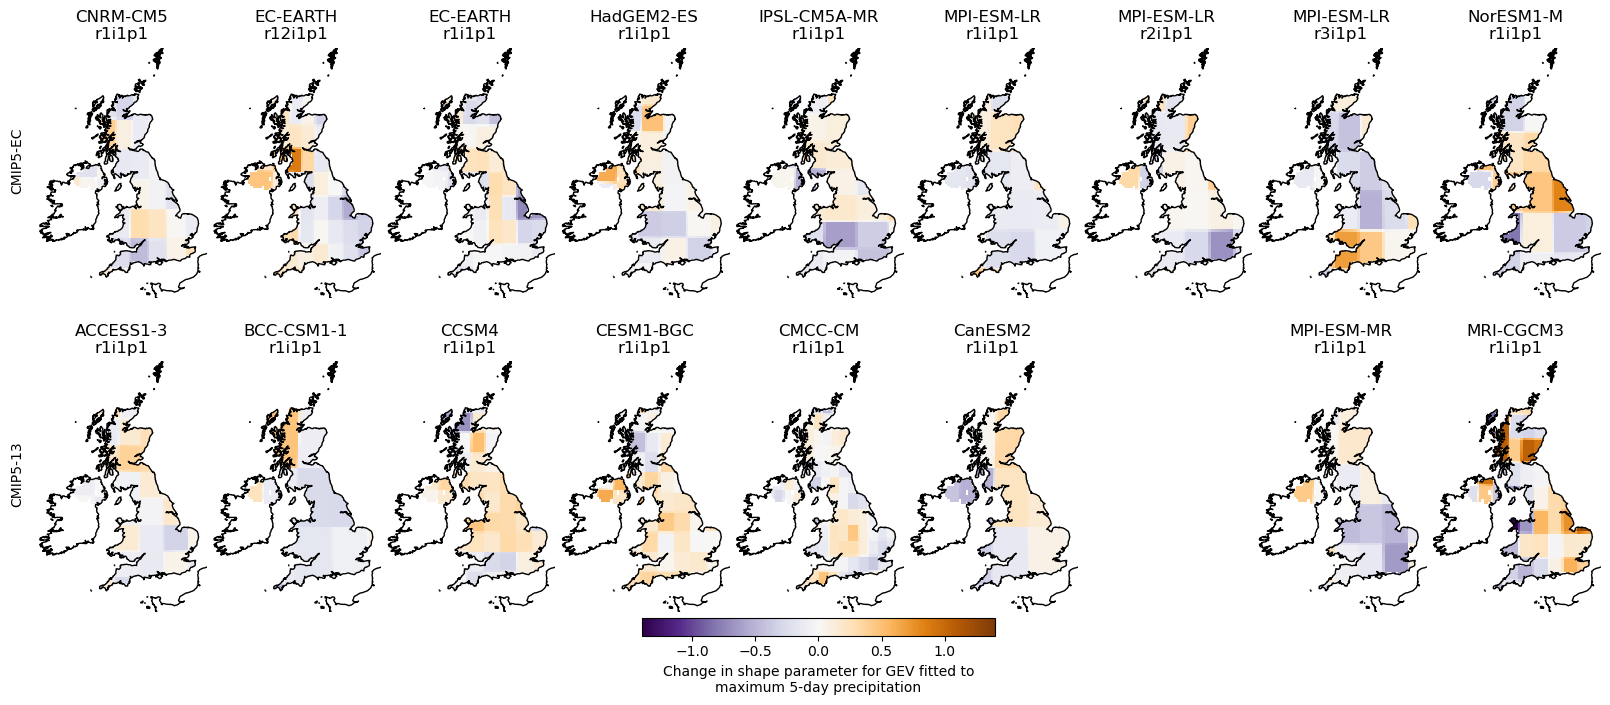 CNRM-CM5
r1i1p1
EC-EARTH
r12i1p1
EC-EARTH
r1i1p1
HadGEM2-ES
r1i1p1
IPSL-CM5A-MR
r1i1p1
MPI-ESM-LR
r1i1p1
MPI-ESM-LR
r2i1p1
MPI-ESM-LR
r3i1p1
NorESM1-M
r1i1p1
CMIP5-EC
ACCESS1-3
r1i1p1
BCC-CSM1-1
r1i1p1
CCSM4
r1i1p1
CESM1-BGC
r1i1p1
CMCC-CM
r1i1p1
CanESM2
r1i1p1
MPI-ESM-MR
r1i1p1
MRI-CGCM3
r1i1p1
CMIP5-13
−1.0 −0.5 0.0 0.5 1.0
Change in shape parameter for GEV fitted to
maximum 5-day precipitation